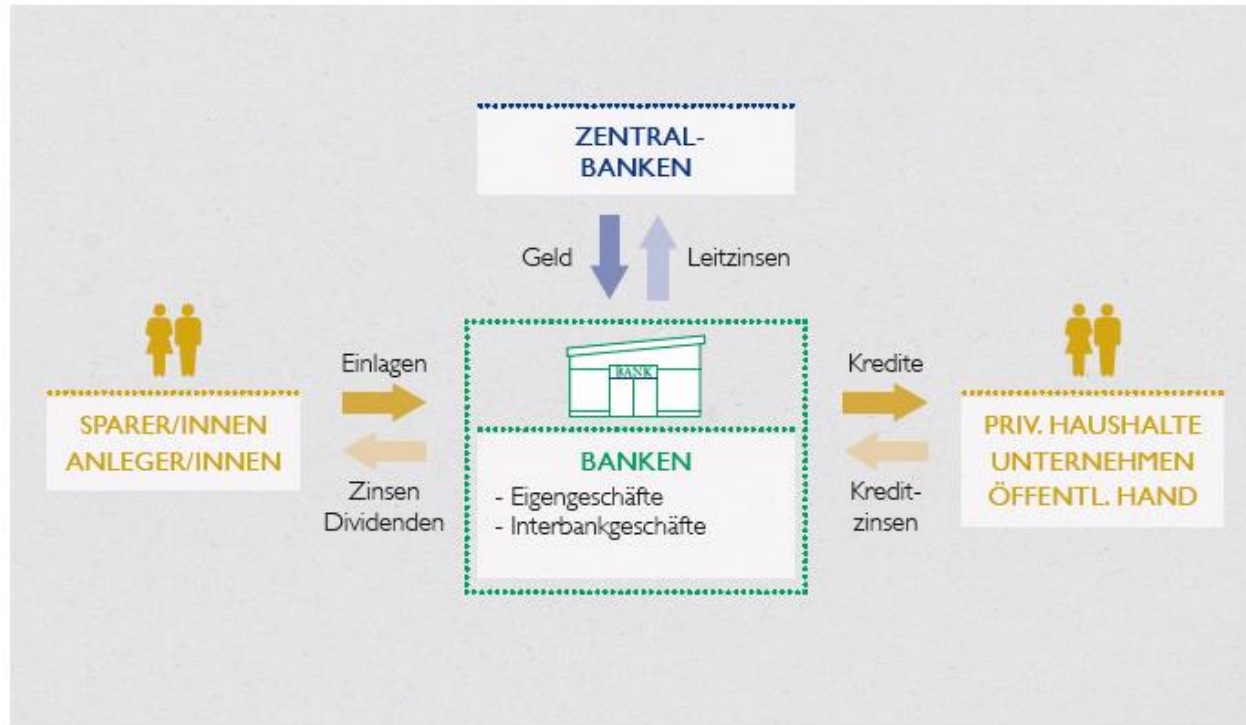 ZENTRAL-
BANKEN
Geld
Leitzinsen
Einlagen
SPARER/INNEN
ANLEGER/INNEN
Zinsen
Dividenden
BANK
BANKEN
- Eigengeschäfte
- Interbankgeschäfte
Kredite
Kredit-
zinsen
PRIV. HAUSHALTE
UNTERNEHMEN
ÖFFENTL. HAND